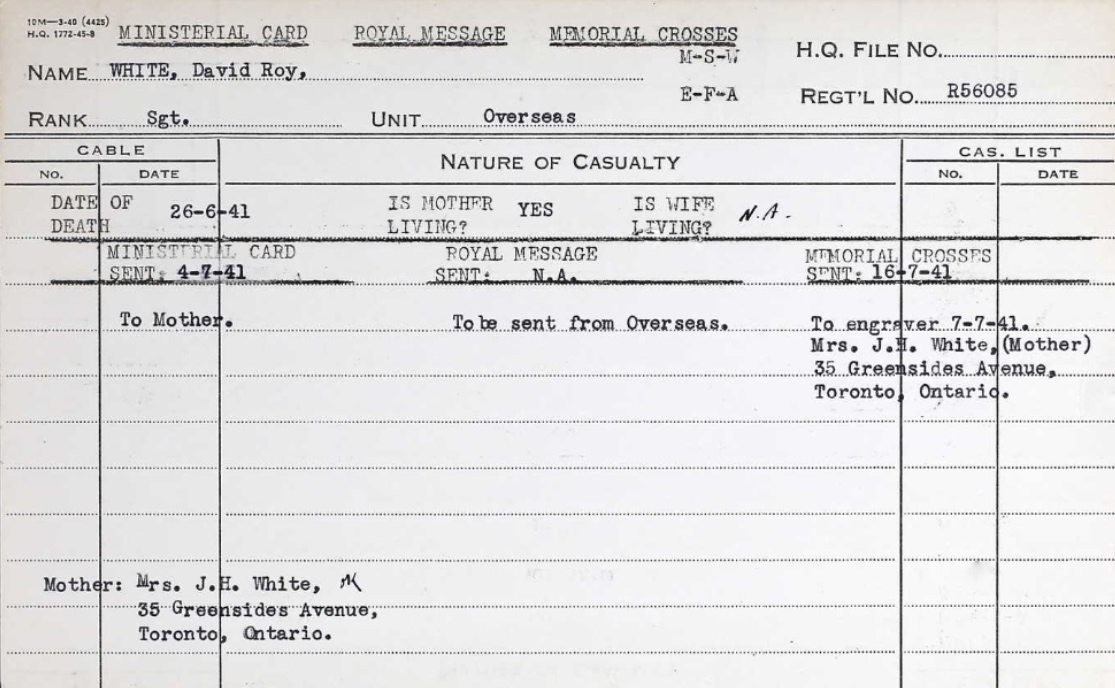 10M—3-40 (4425)
H.Q. 1772-45-8
MINISTERIAL CARD ROYAL MESSAGE MEMORIAL CROSSES
M-S-W
H.Q. FILE NO.
NAME WHITE, David Roy,
E-F-A
REGT'L NO. R56085
RANK Sgt. UNIT Overseas
CABLE NATURE OF CASUALTY CAS. LIST
NO. DATE NO. DATE
DATE OF DEATH 26-6-41 IS MOTHER LIVING? YES IS WIFE LIVING? N.A.
MINISTERIAL CARD ROYAL MESSAGE MEMORIAL CROSSES
SENT: 4-7-41 SENT: N.A. SENT: 16-7-41
To Mother. To be sent from Overseas. To engraver 7-7-41.
Mrs. J.H. White, (Mother)
35 Greensides Avenue,
Toronto, Ontario.
Mother: Mrs. J.H. White,
35 Greensides Avenue,
Toronto, Ontario.